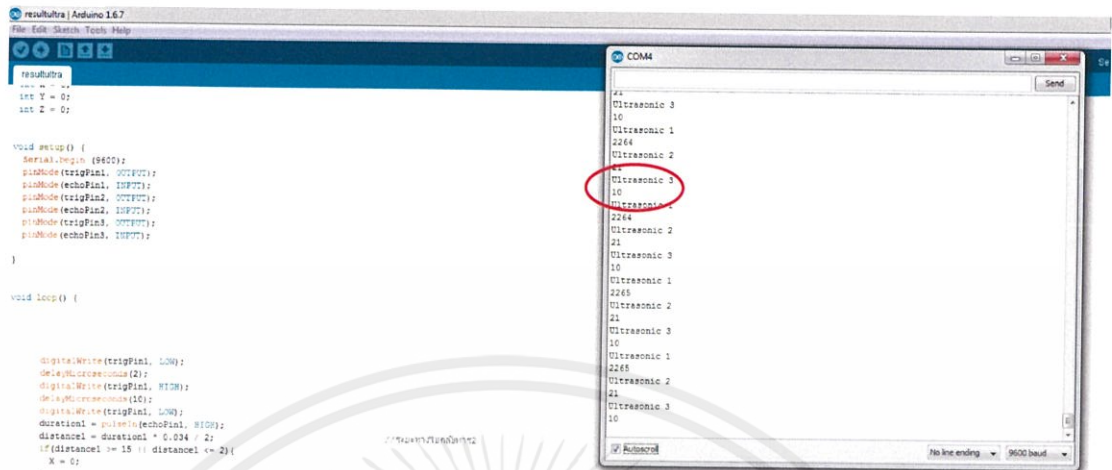 resultultra | Arduino 1.6.7
File Edit Sketch Tools Help
resultultra
int Y = 0;
int Z = 0;
void setup() {
Serial.begin (9600);
pinMode(trigPin1, OUTPUT);
pinMode(echoPin1, INPUT);
pinMode(trigPin2, OUTPUT);
pinMode(echoPin2, INPUT);
pinMode(trigPin3, OUTPUT);
pinMode(echoPin3, INPUT);
}
void loop() {
digitalWrite(trigPin1, LOW);
delayMicroseconds(2);
digitalWrite(trigPin1, HIGH);
delayMicroseconds(10);
digitalWrite(trigPin1, LOW);
duration1 = pulseIn(echoPin1, HIGH);
distance1 = duration1 * 0.034 / 2;
if(distance1 >= 15 || distance1 <= 2){
X = 0;
COM4
Send
21
Ultrasonic 3
10
Ultrasonic 1
2264
Ultrasonic 2
21
Ultrasonic 3
10
Ultrasonic 1
2264
Ultrasonic 2
21
Ultrasonic 3
10
Ultrasonic 1
2265
Ultrasonic 2
21
Ultrasonic 3
10
Ultrasonic 1
2265
Ultrasonic 2
21
Ultrasonic 3
10
Autoscroll
No line ending
9600 baud
Se